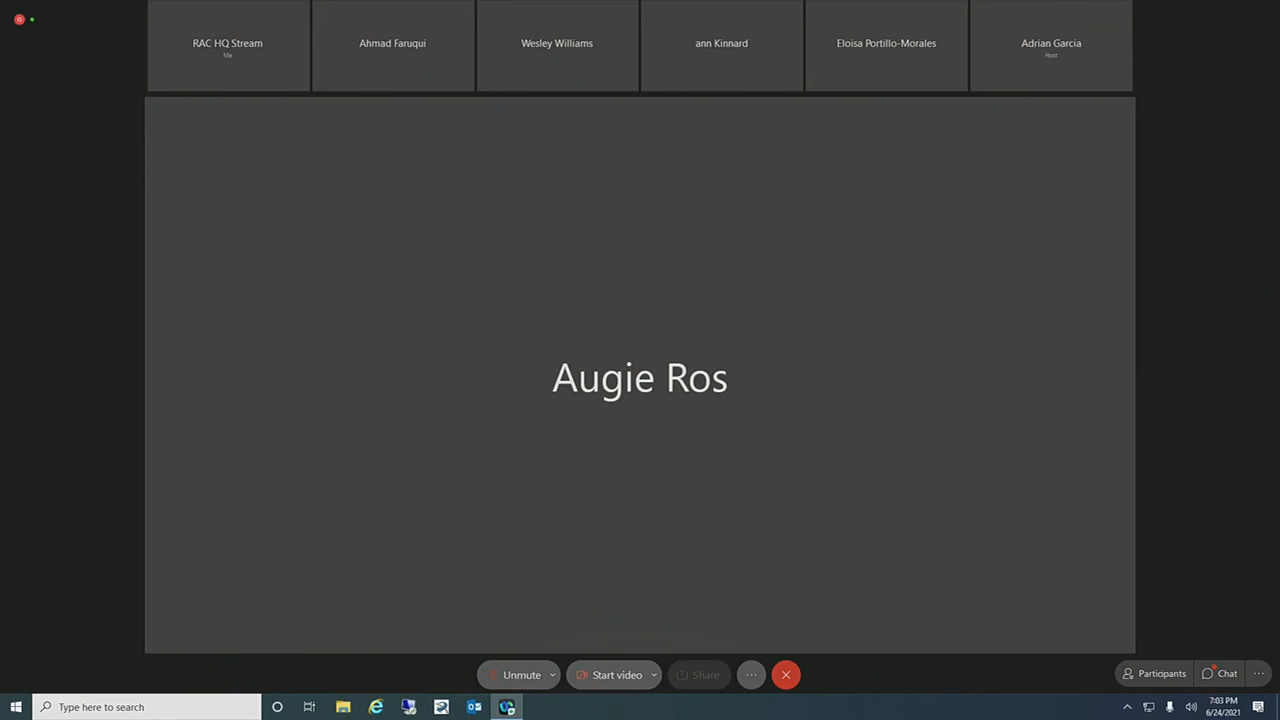 RAC HQ Stream
Me
Ahmad Faruqui
Wesley Williams
ann Kinnard
Eloisa Portillo-Morales
Adrian Garcia
Host
Augie Ros
Unmute
Start video
Share
Participants
Chat
Type here to search
7:03 PM
6/24/2021